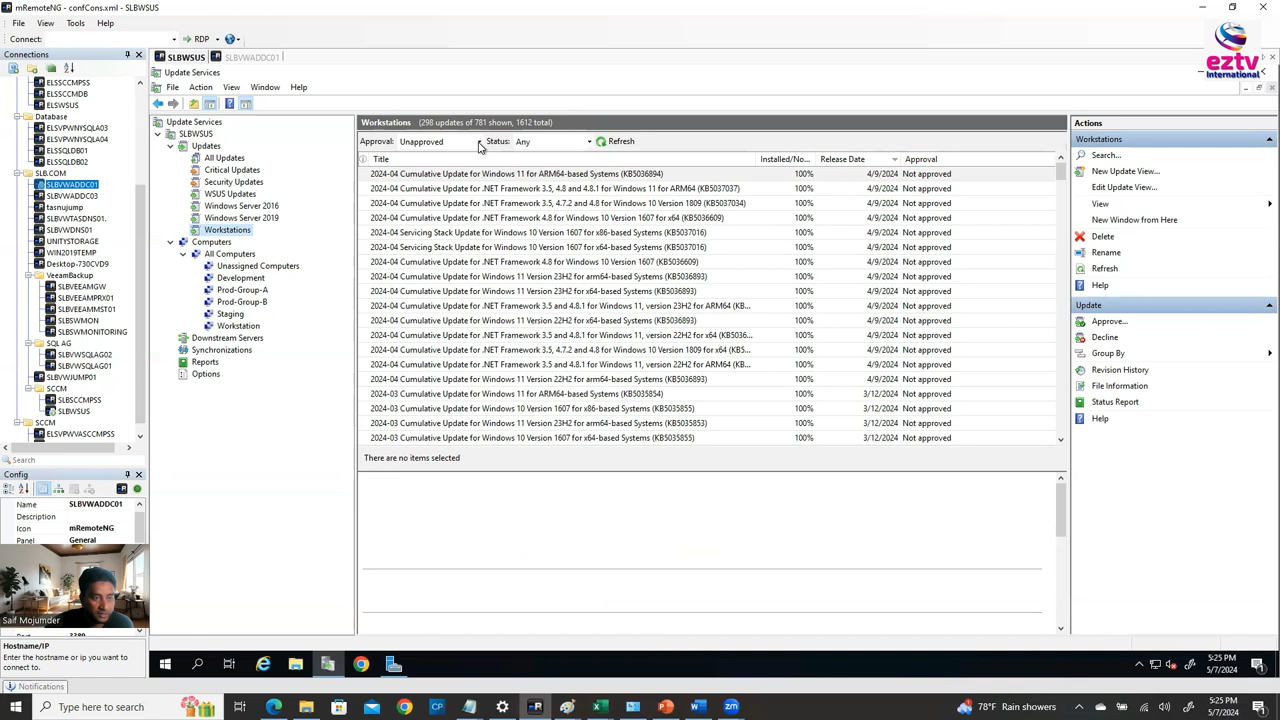 mRemoteNG - confCons.xml - SLBWSUS
File View Tools Help
Connect: RDP
Connections
ELSSCCMPSS
ELSSCCMDB
ELSWSUS
Database
ELSVPWNYSQLA03
ELSVPWNYSQLA04
ELSSQLDB01
ELSSQLDB02
SLB.COM
SLBVWADDC01
SLBVWADDC03
tasnujump
SLBVWTASDNS01.
SLBVWDNS01
UNITYSTORAGE
WIN2019TEMP
Desktop-730CVD9
VeeamBackup
SLBVEEAMGW
SLBVEEAMPRX01
SLBVEEAMMST01
SLBSWMON
SLBSWMONITORING
SQL AG
SLBVWSQLAG02
SLBVWSQLAG01
SLBVWJUMP01
SCCM
SLBSCCMPSS
SLBWSUS
SCCM
ELSVPWVASCCMPSS
Search
Config
Name SLBVWADDC01
Description
Icon mRemoteNG
Panel General
Saif Mojumder
Hostname/IP
Enter the hostname or ip you want to connect to.
Notifications
SLBWSUS SLBVWADDC01
Update Services
File Action View Window Help
Update Services
SLBWSUS
Updates
All Updates
Critical Updates
Security Updates
WSUS Updates
Windows Server 2016
Windows Server 2019
Workstations
Computers
All Computers
Unassigned Computers
Development
Prod-Group-A
Prod-Group-B
Staging
Workstation
Downstream Servers
Synchronizations
Reports
Options
Workstations (298 updates of 781 shown, 1612 total)
Approval: Unapproved Status: Any Refresh
Title Installed/No... Release Date Approval
2024-04 Cumulative Update for Windows 11 for ARM64-based Systems (KB5036894) 100% 4/9/2024 Not approved
2024-04 Cumulative Update for .NET Framework 3.5, 4.8 and 4.8.1 for Windows 11 for ARM64 (KB5037037) 100% 4/9/2024 Not approved
2024-04 Cumulative Update for .NET Framework 3.5, 4.7.2 and 4.8 for Windows 10 Version 1809 (KB5037034) 100% 4/9/2024 Not approved
2024-04 Cumulative Update for .NET Framework 4.8 for Windows 10 Version 1607 for x64 (KB5036609) 100% 4/9/2024 Not approved
2024-04 Servicing Stack Update for Windows 10 Version 1607 for x86-based Systems (KB5037016) 100% 4/9/2024 Not approved
2024-04 Servicing Stack Update for Windows 10 Version 1607 for x64-based Systems (KB5037016) 100% 4/9/2024 Not approved
2024-04 Cumulative Update for .NET Framework 4.8 for Windows 10 Version 1607 (KB5036609) 100% 4/9/2024 Not approved
2024-04 Cumulative Update for Windows 11 Version 23H2 for arm64-based Systems (KB5036893) 100% 4/9/2024 Not approved
2024-04 Cumulative Update for Windows 11 Version 23H2 for x64-based Systems (KB5036893) 100% 4/9/2024 Not approved
2024-04 Cumulative Update for .NET Framework 3.5 and 4.8.1 for Windows 11, version 23H2 for ARM64 (KB... 100% 4/9/2024 Not approved
2024-04 Cumulative Update for Windows 11 Version 22H2 for x64-based Systems (KB5036893) 100% 4/9/2024 Not approved
2024-04 Cumulative Update for .NET Framework 3.5 and 4.8.1 for Windows 11, version 22H2 for x64 (KB5036... 100% 4/9/2024 Not approved
2024-04 Cumulative Update for .NET Framework 3.5, 4.7.2 and 4.8 for Windows 10 Version 1809 for x64 (KB5... 100% 4/9/2024 Not approved
2024-04 Cumulative Update for .NET Framework 3.5 and 4.8.1 for Windows 11, version 22H2 for ARM64 (KB5... 100% 4/9/2024 Not approved
2024-04 Cumulative Update for Windows 11 Version 22H2 for arm64-based Systems (KB5036893) 100% 4/9/2024 Not approved
2024-03 Cumulative Update for Windows 11 for ARM64-based Systems (KB5035854) 100% 3/12/2024 Not approved
2024-03 Cumulative Update for Windows 10 Version 1607 for x86-based Systems (KB5035855) 100% 3/12/2024 Not approved
2024-03 Cumulative Update for Windows 11 Version 23H2 for arm64-based Systems (KB5035853) 100% 3/12/2024 Not approved
2024-03 Cumulative Update for Windows 10 Version 1607 for x64-based Systems (KB5035855) 100% 3/12/2024 Not approved
There are no items selected
Actions
Workstations
Search...
New Update View...
Edit Update View...
View
New Window from Here
Delete
Rename
Refresh
Help
Update
Approve...
Decline
Group By
Revision History
File Information
Status Report
Help
eztv
International
5:25 PM
5/7/2024
Type here to search
78°F Rain showers
5:25 PM
5/7/2024